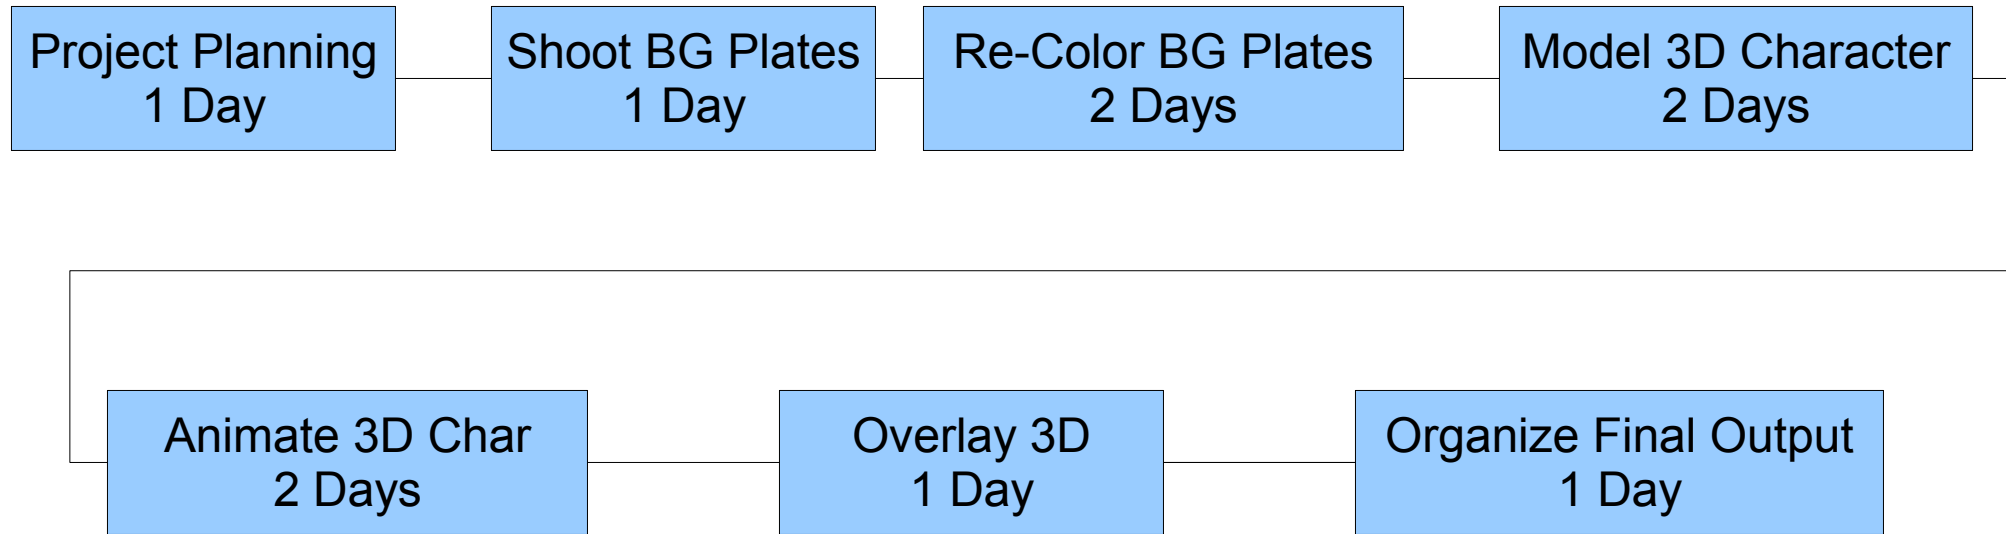 Project Planning
1 Day
Shoot BG Plates
1 Day
Re-Color BG Plates
2 Days
Model 3D Character
2 Days
Animate 3D Char
2 Days
Overlay 3D
1 Day
Organize Final Output
1 Day